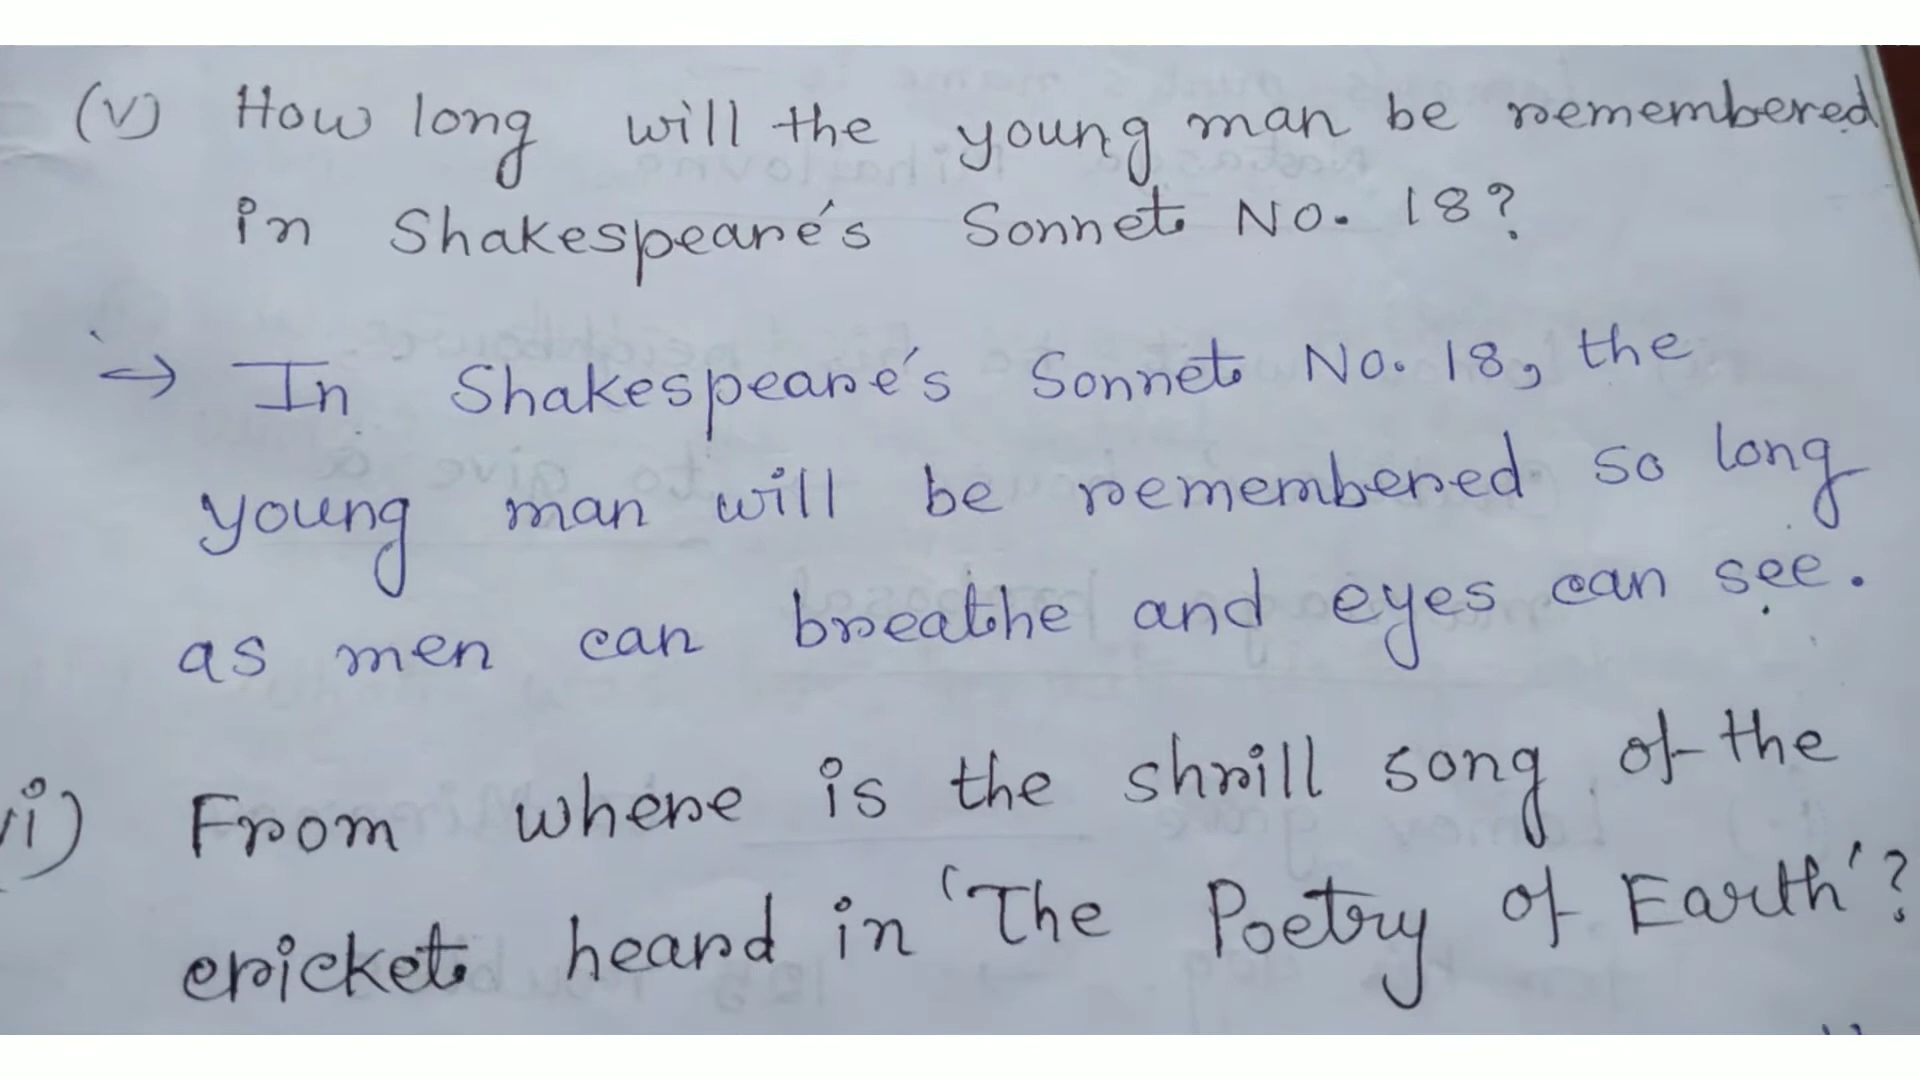 (v) How long will the young man be remembered
in Shakespeare's Sonnet No. 18?
→ In Shakespeare's Sonnet No. 18, the
young man will be remembered so long
as men can breathe and eyes can see.
vi) From where is the shrill song of the
cricket heard in 'The Poetry of Earth'?